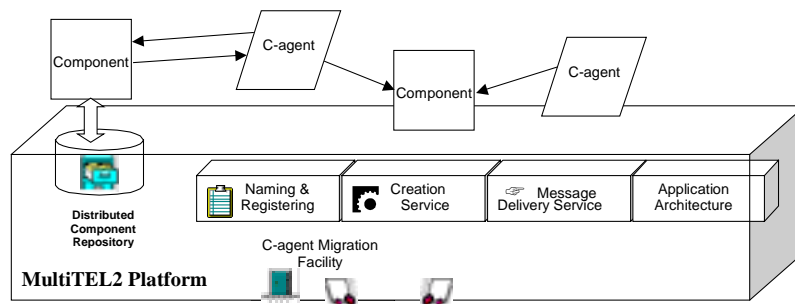 C-agent
Component
C-agent
Component
Naming &
Registering
Creation
Service
Message
Delivery Service
Application
Architecture
Distributed
Component
Repository
C-agent Migration
Facility
MultiTEL2 Platform